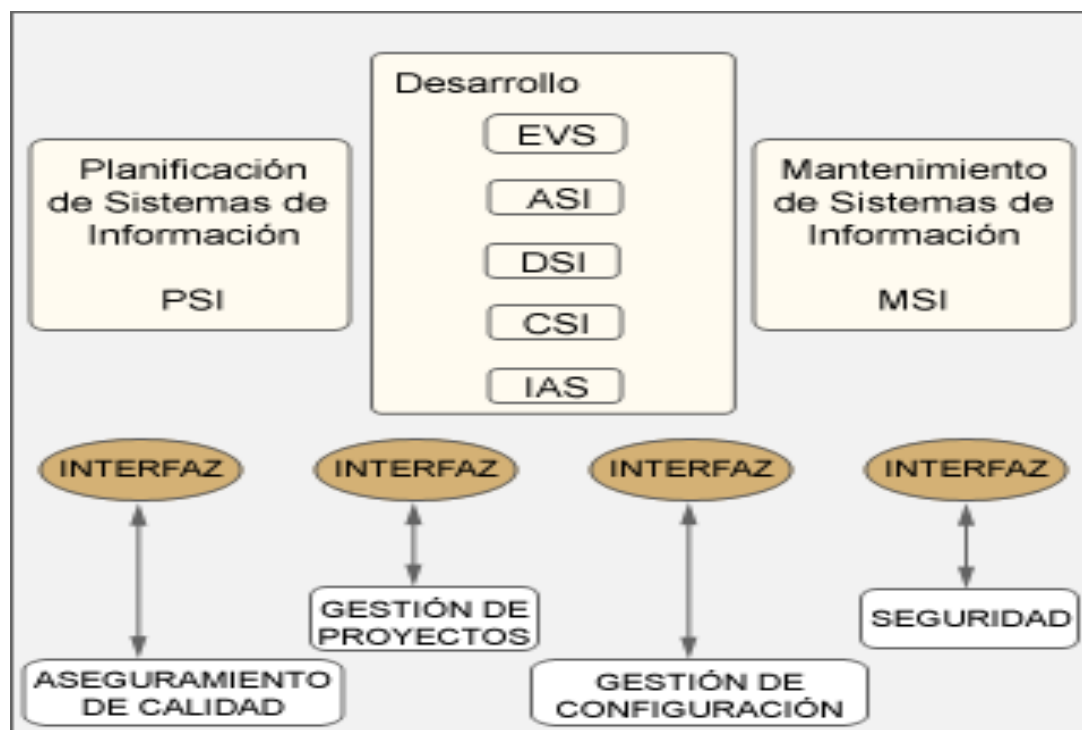 Planificación
de Sistemas de
Información
PSI
Desarrollo
EVS
ASI
DSI
CSI
IAS
Mantenimiento
de Sistemas de
Información
MSI
INTERFAZ
INTERFAZ
INTERFAZ
INTERFAZ
ASEGURAMIENTO
DE CALIDAD
GESTIÓN DE
PROYECTOS
GESTIÓN DE
CONFIGURACIÓN
SEGURIDAD